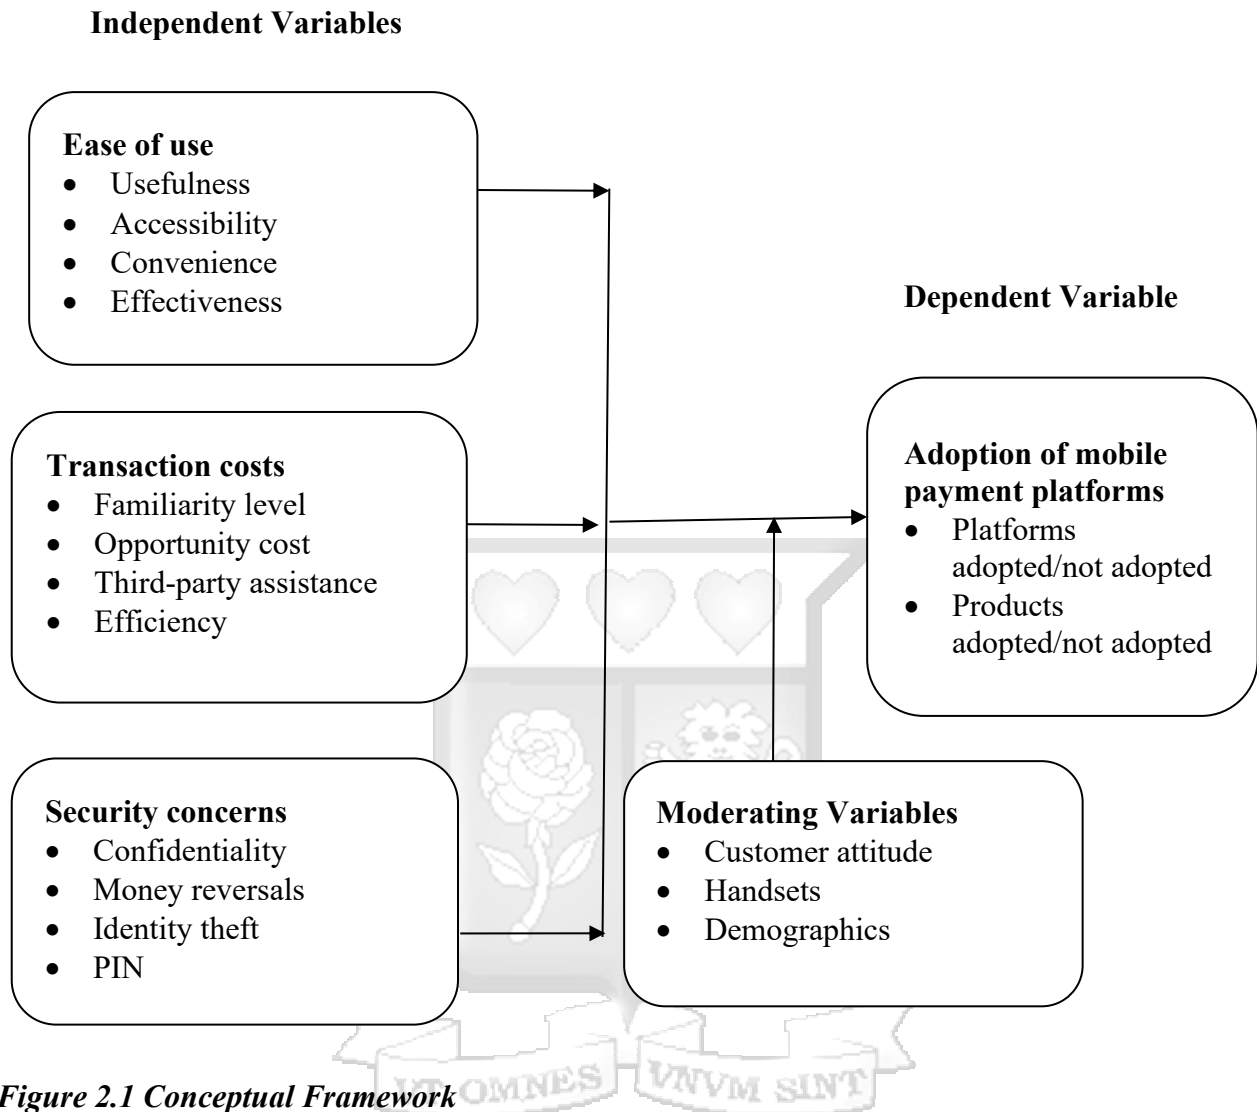 Independent Variables
Ease of use
• Usefulness
• Accessibility
• Convenience
• Effectiveness
Dependent Variable
Transaction costs
• Familiarity level
• Opportunity cost
• Third-party assistance
• Efficiency
Adoption of mobile
payment platforms
• Platforms
adopted/not adopted
• Products
adopted/not adopted
Security concerns
• Confidentiality
• Money reversals
• Identity theft
• PIN
Moderating Variables
• Customer attitude
• Handsets
• Demographics
VT OMNES VNVM SINT
Figure 2.1 Conceptual Framework